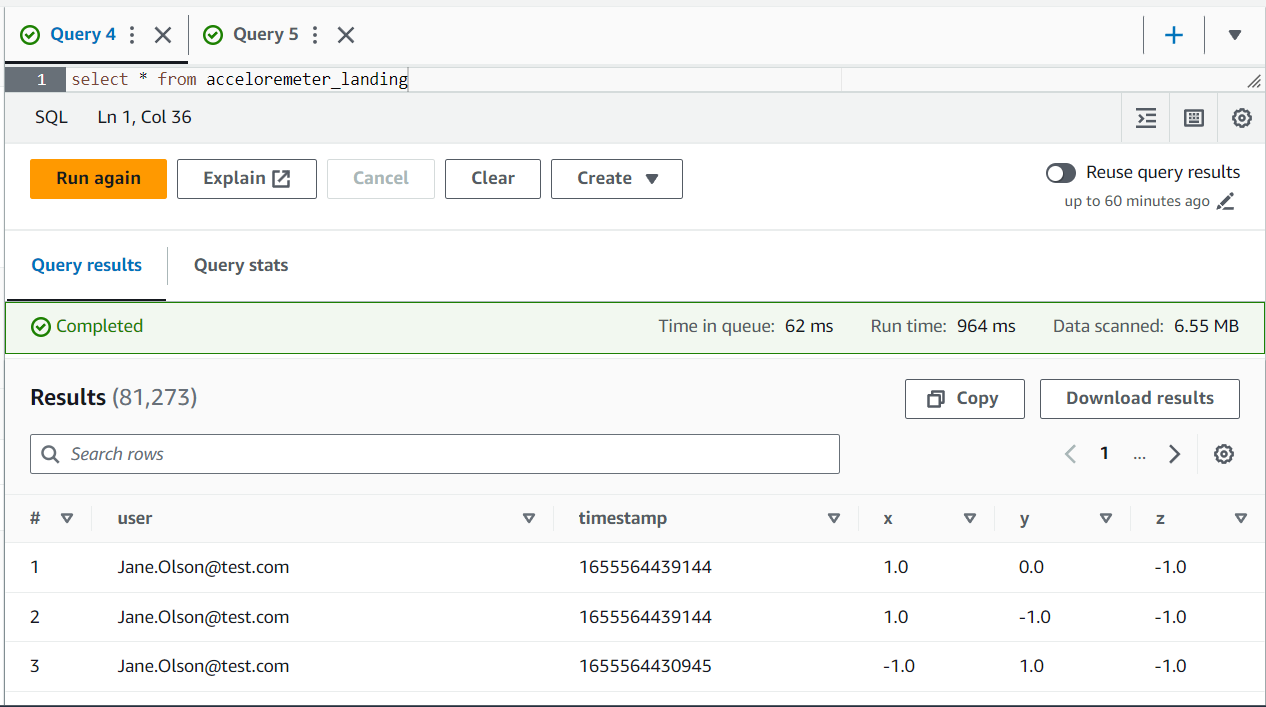 Query 4 Query 5
1 select * from acceloremeter_landing
SQL Ln 1, Col 36
Run again Explain Cancel Clear Create Reuse query results
up to 60 minutes ago
Query results Query stats
Completed Time in queue: 62 ms Run time: 964 ms Data scanned: 6.55 MB
Results (81,273) Copy Download results
Search rows 1 ...
# user timestamp x y z
1 Jane.Olson@test.com 1655564439144 1.0 0.0 -1.0
2 Jane.Olson@test.com 1655564439144 1.0 -1.0 -1.0
3 Jane.Olson@test.com 1655564430945 -1.0 1.0 -1.0